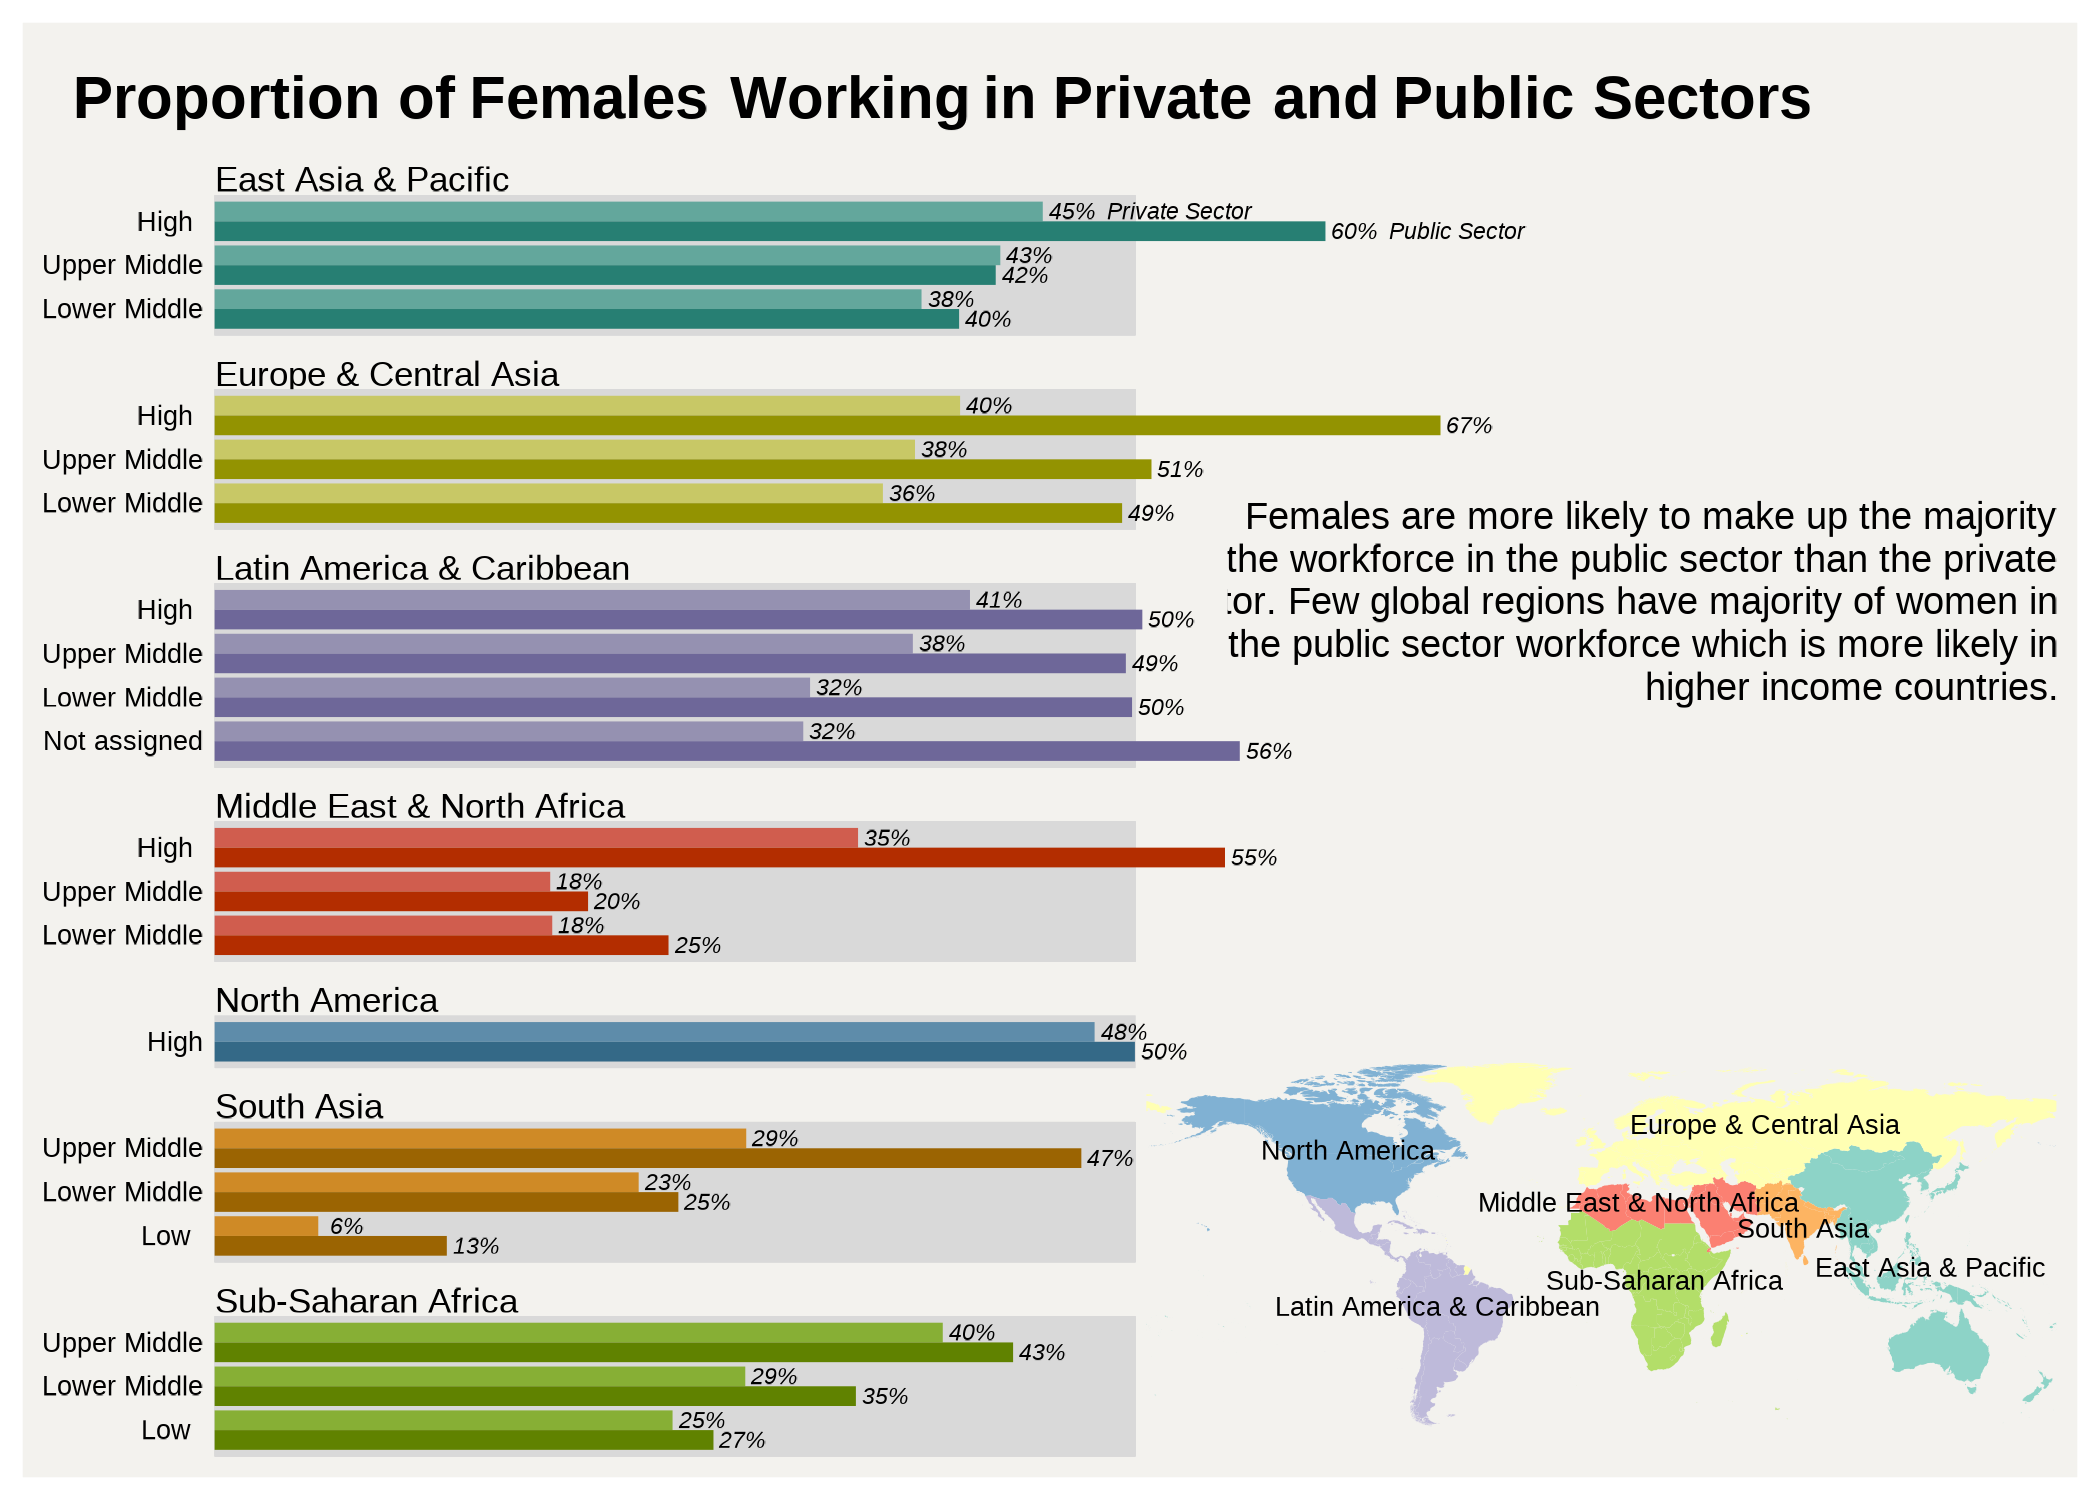 Proportion of Females Working in Private and Public Sectors
East Asia & Pacific
High
45% Private Sector
60% Public Sector
Upper Middle
43%
42%
Lower Middle
38%
40%
Europe & Central Asia
High
40%
67%
Upper Middle
38%
51%
Lower Middle
36%
49%
Latin America & Caribbean
High
41%
50%
Upper Middle
38%
49%
Lower Middle
32%
50%
Not assigned
32%
56%
Females are more likely to make up the majority
the workforce in the public sector than the private
tor. Few global regions have majority of women in
the public sector workforce which is more likely in
higher income countries.
Middle East & North Africa
High
35%
55%
Upper Middle
18%
20%
Lower Middle
18%
25%
North America
High
48%
50%
South Asia
Upper Middle
29%
47%
Lower Middle
23%
25%
Low
6%
13%
Sub-Saharan Africa
Upper Middle
40%
43%
Lower Middle
29%
35%
Low
25%
27%
Europe & Central Asia
North America
Middle East & North Africa
South Asia
East Asia & Pacific
Sub-Saharan Africa
Latin America & Caribbean